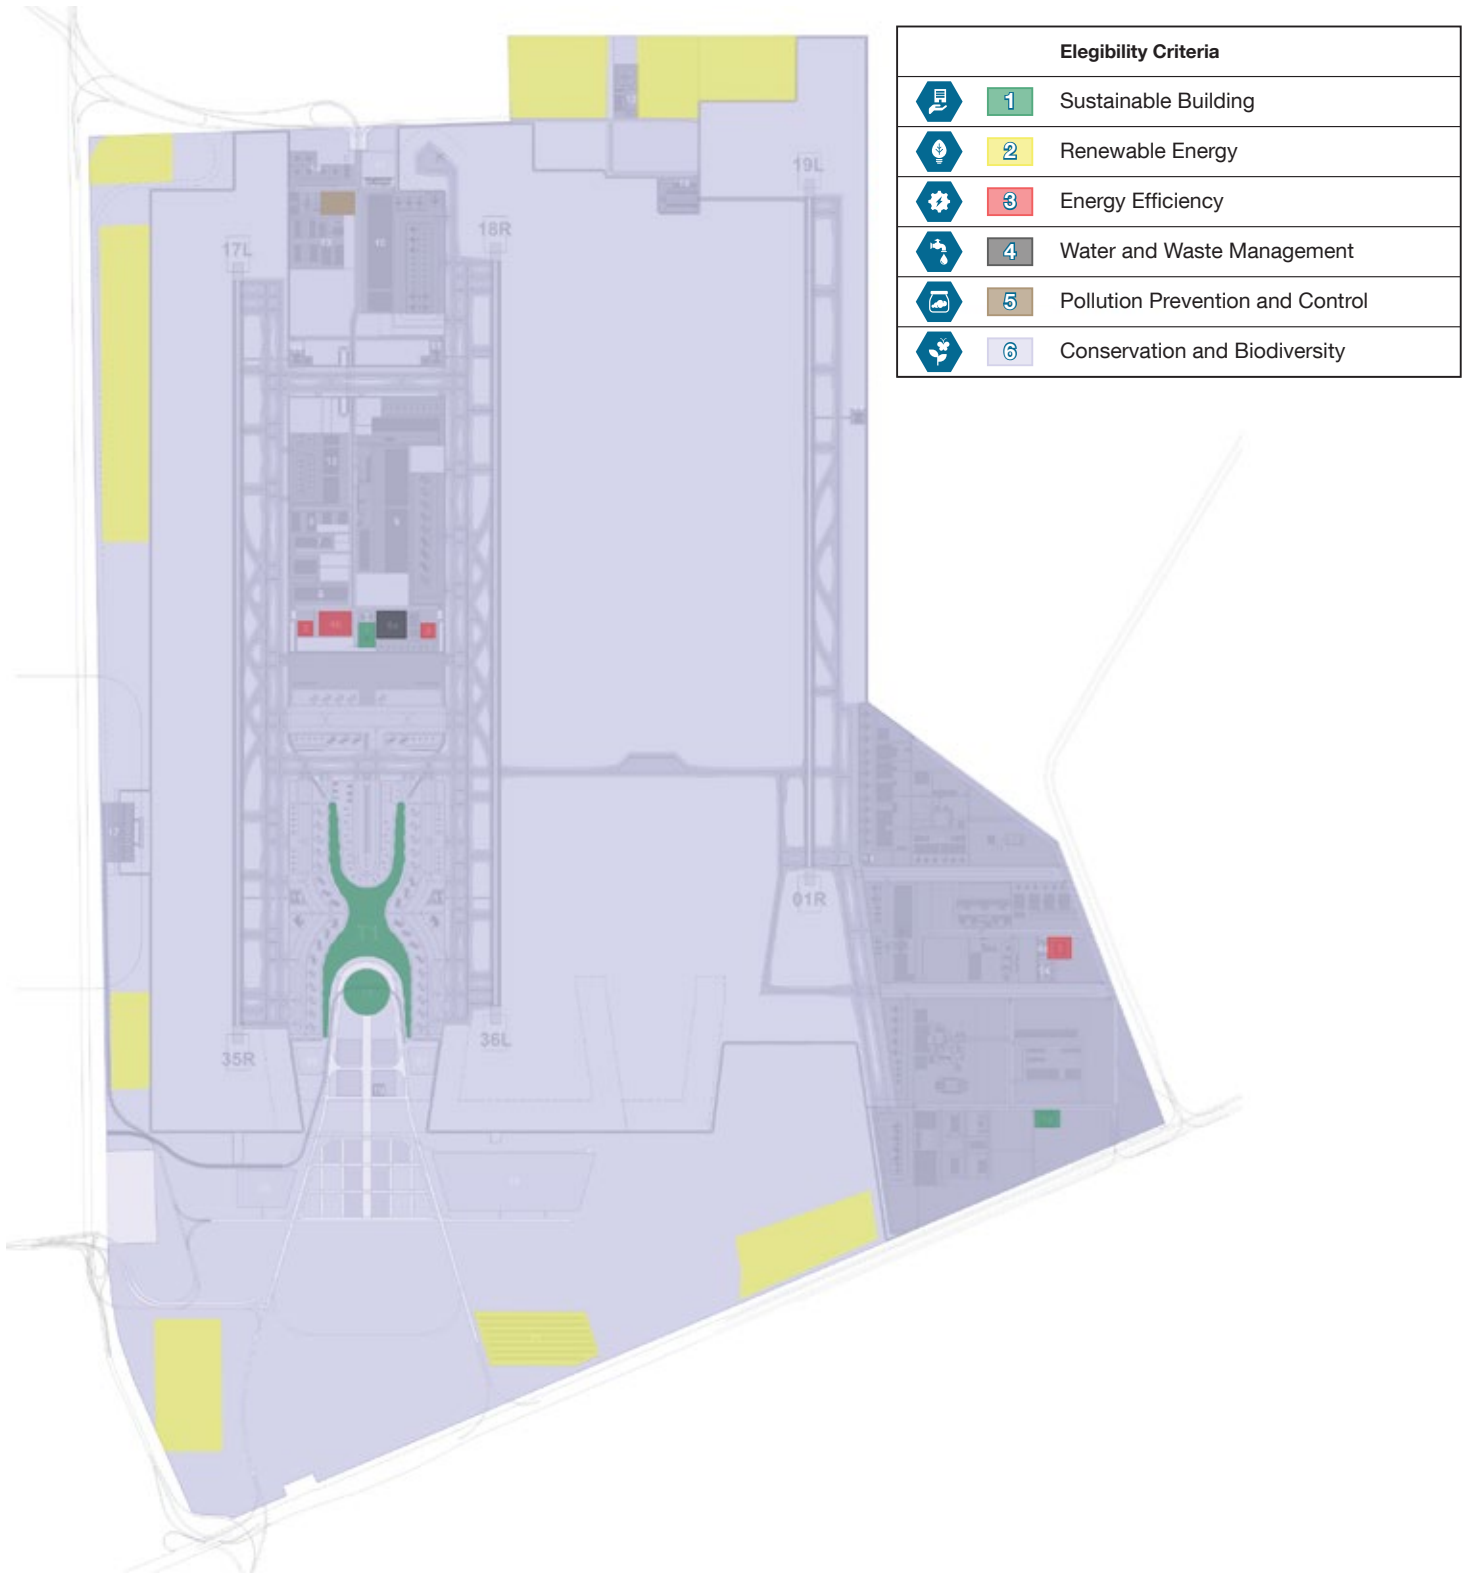 Elegibility Criteria
1 Sustainable Building
2 Renewable Energy
3 Energy Efficiency
4 Water and Waste Management
5 Pollution Prevention and Control
6 Conservation and Biodiversity
19L
18R
17L
T1
01R
36L
35R